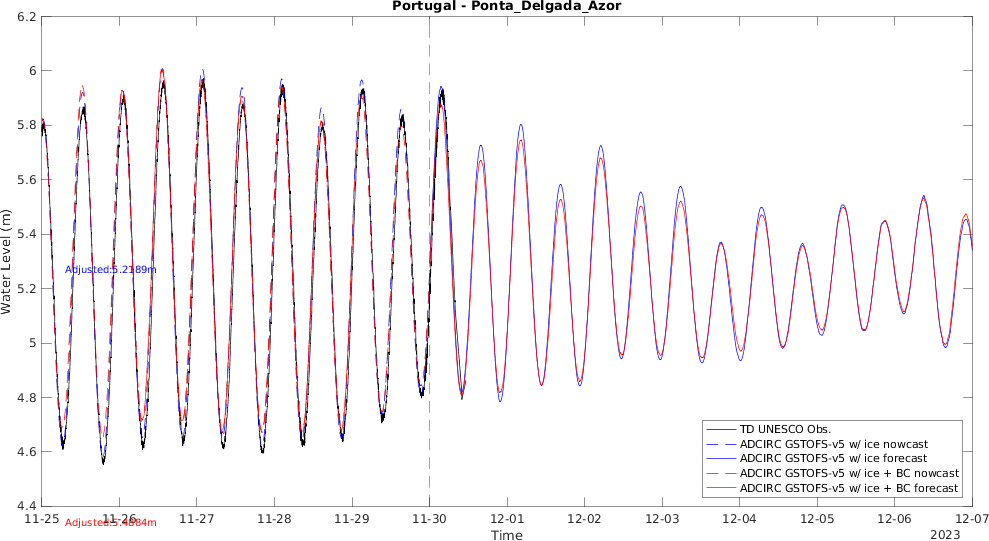 Portugal - Ponta_Delgada_Azor
6.2
6
5.8
5.6
5.4
5.2
5
4.8
4.6
4.4
Water Level (m)
Adjusted:5.2189m
TD UNESCO Obs.
ADCIRC GSTOFS-v5 w/ ice nowcast
ADCIRC GSTOFS-v5 w/ ice forecast
ADCIRC GSTOFS-v5 w/ ice + BC nowcast
ADCIRC GSTOFS-v5 w/ ice + BC forecast
11-25 11-26 11-27 11-28 11-29 11-30 12-01 12-02 12-03 12-04 12-05 12-06 12-07
Adjusted:5.4884m
Time
2023